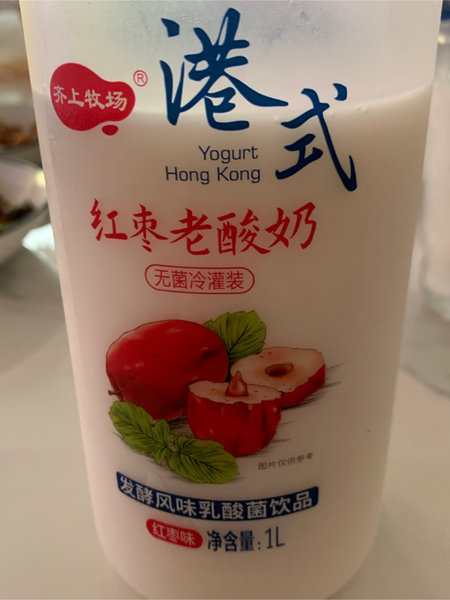 齐上牧场®
港式
Yogurt
Hong Kong
红枣老酸奶
无菌冷灌装
图片仅供参考
发酵风味乳酸菌饮品
红枣味 净含量:1L